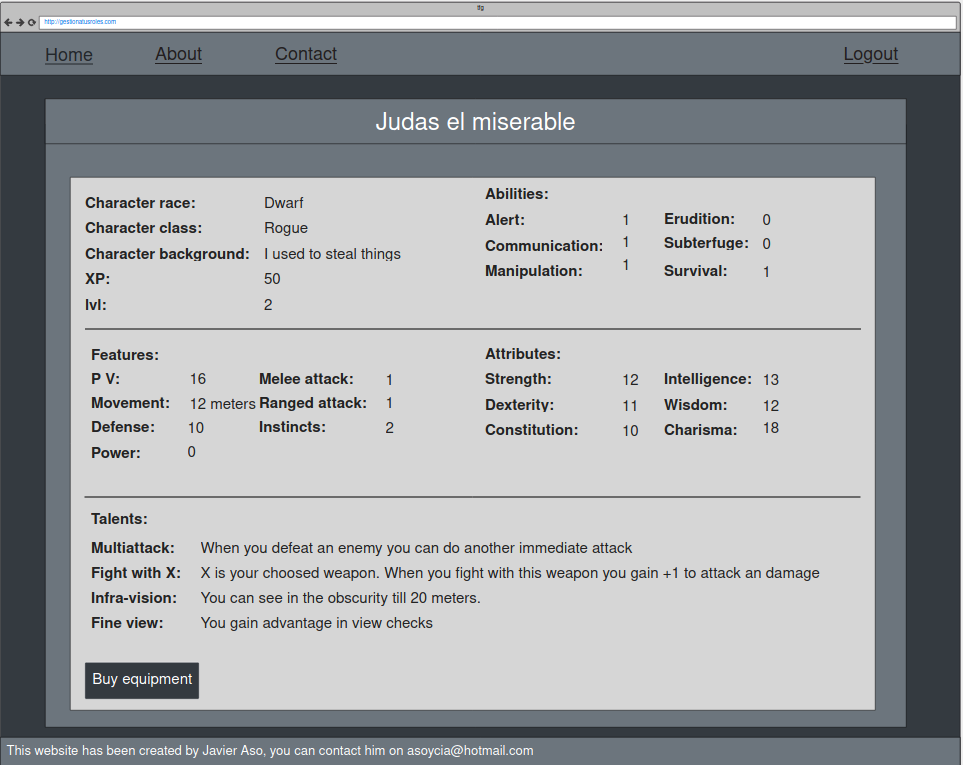 tfg
http://gestionatusroles.com
Home About Contact Logout
Judas el miserable
Character race: Dwarf
Character class: Rogue
Character background: I used to steal things
XP: 50
lvl: 2
Abilities:
Alert: 1 Erudition: 0
Communication: 1 Subterfuge: 0
Manipulation: 1 Survival: 1
Features:
P V: 16 Melee attack: 1
Movement: 12 meters Ranged attack: 1
Defense: 10 Instincts: 2
Power: 0
Attributes:
Strength: 12 Intelligence: 13
Dexterity: 11 Wisdom: 12
Constitution: 10 Charisma: 18
Talents:
Multiattack: When you defeat an enemy you can do another immediate attack
Fight with X: X is your choosed weapon. When you fight with this weapon you gain +1 to attack an damage
Infra-vision: You can see in the obscurity till 20 meters.
Fine view: You gain advantage in view checks
Buy equipment
This website has been created by Javier Aso, you can contact him on asoycia@hotmail.com